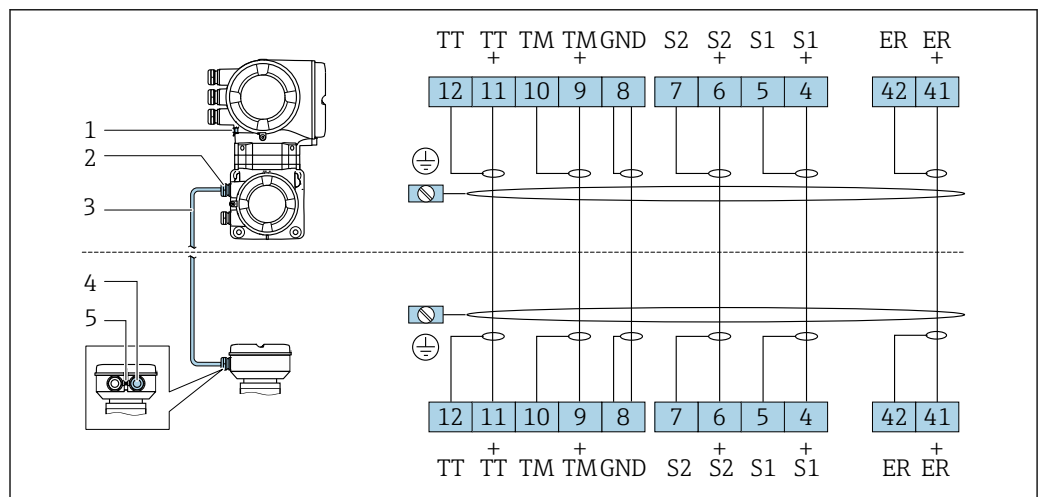 TT TT TM TM GND S2 S2 S1 S1 ER ER
+ + + + +
12 11 10 9 8 7 6 5 4 42 41
1
2
3
4
5
12 11 10 9 8 7 6 5 4 42 41
+ + + + +
TT TT TM TM GND S2 S2 S1 S1 ER ER